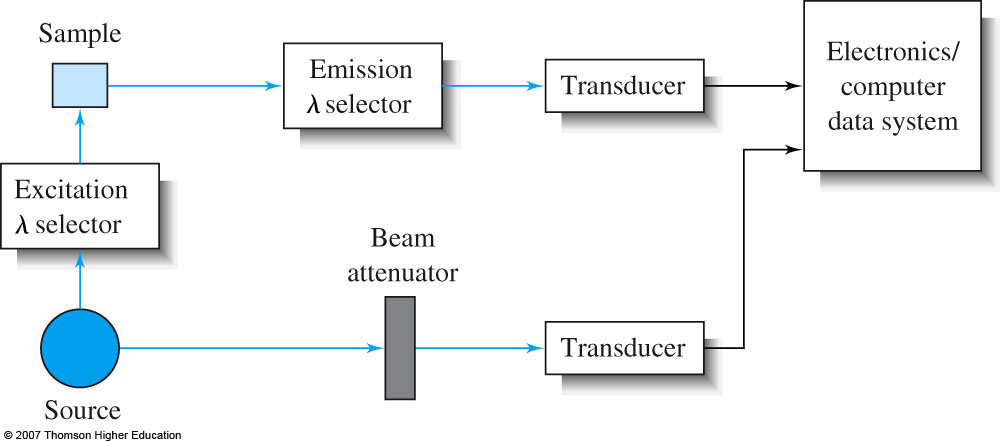 Sample
Emission
λ selector
Transducer
Electronics/
computer
data system
Excitation
λ selector
Beam
attenuator
Transducer
Source
© 2007 Thomson Higher Education